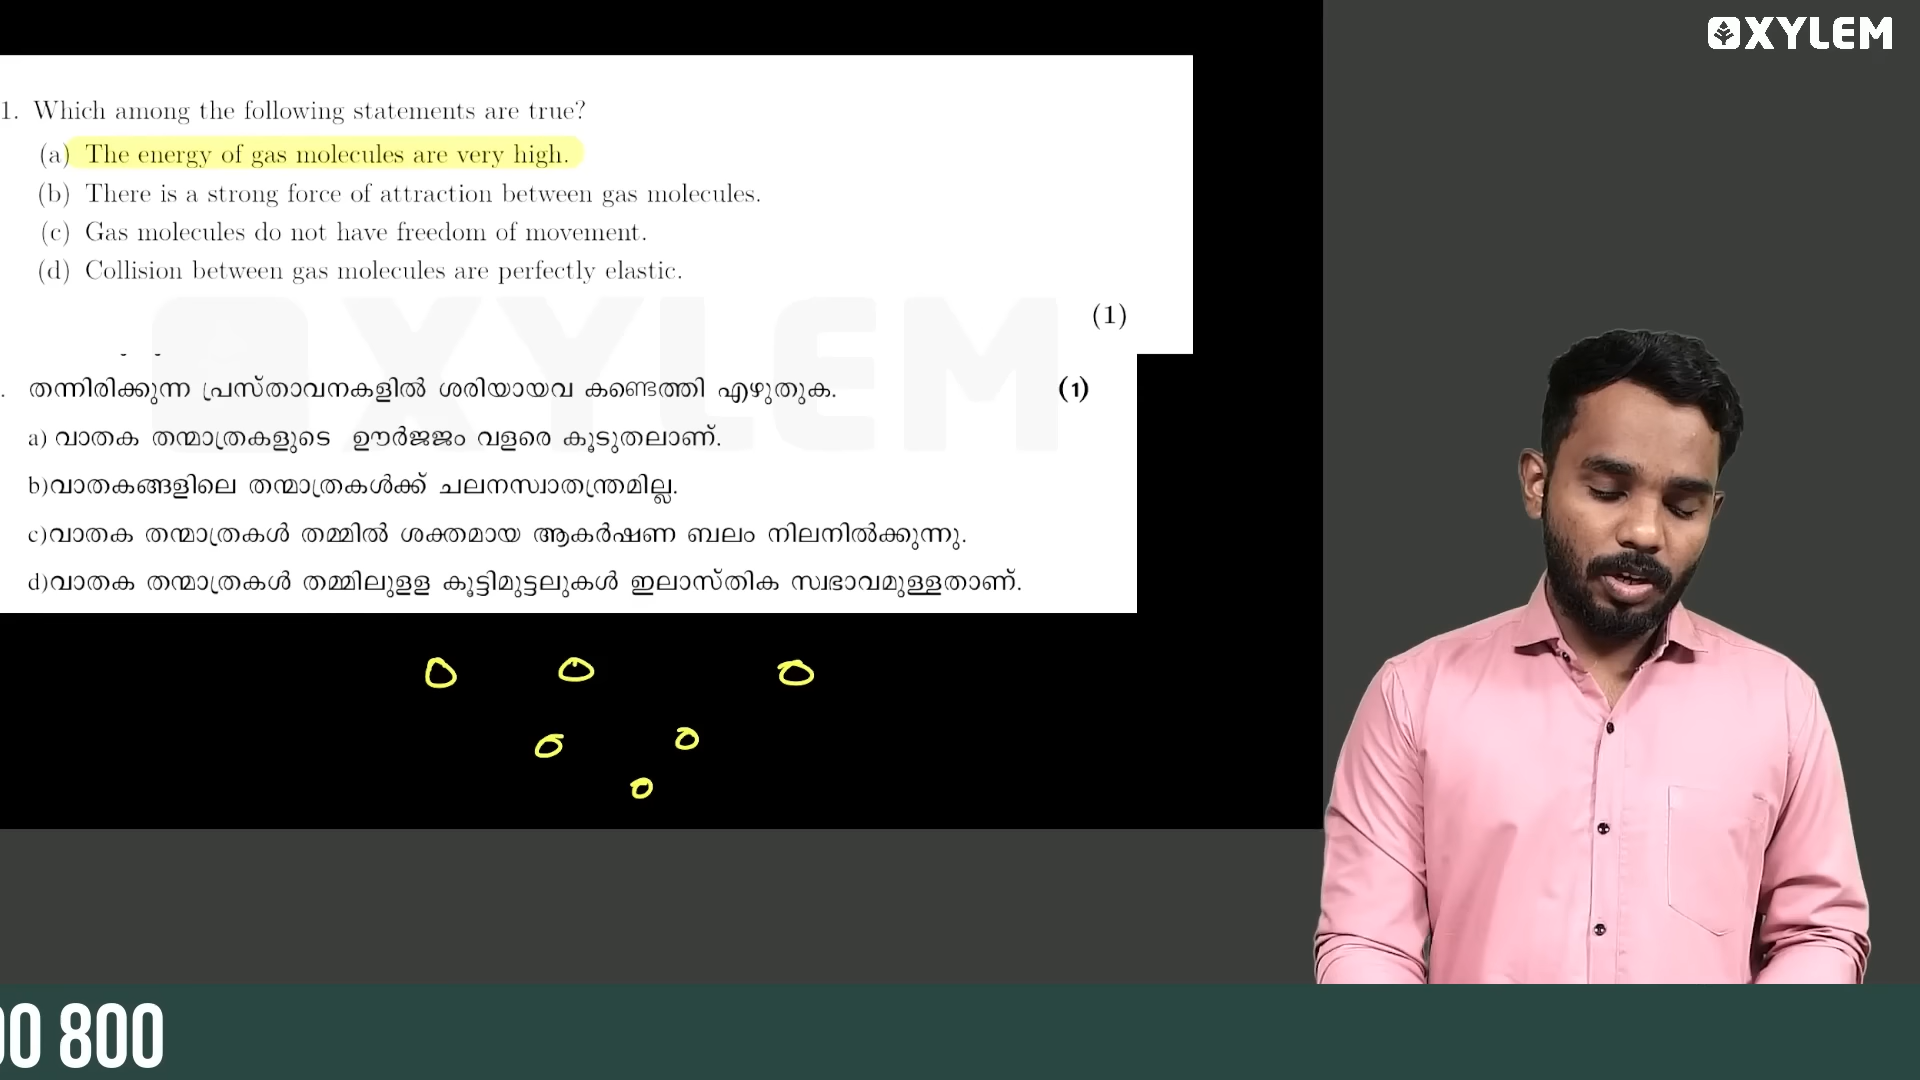 XYLEM
1. Which among the following statements are true?
(a) The energy of gas molecules are very high.
(b) There is a strong force of attraction between gas molecules.
(c) Gas molecules do not have freedom of movement.
(d) Collision between gas molecules are perfectly elastic.
(1)
XYLEM
. തന്നിരിക്കുന്ന പ്രസ്താവനകളിൽ ശരിയായവ കണ്ടെത്തി എഴുതുക. (1)
a) വാതക തന്മാത്രകളുടെ ഊർജജം വളരെ കൂടുതലാണ്.
b)വാതകങ്ങളിലെ തന്മാത്രകൾക്ക് ചലനസ്വാതന്ത്രമില്ല.
c)വാതക തന്മാത്രകൾ തമ്മിൽ ശക്തമായ ആകർഷണ ബലം നിലനിൽക്കുന്നു.
d)വാതക തന്മാത്രകൾ തമ്മിലുളള കൂട്ടിമുട്ടലുകൾ ഇലാസ്തിക സ്വഭാവമുള്ളതാണ്.
00 800